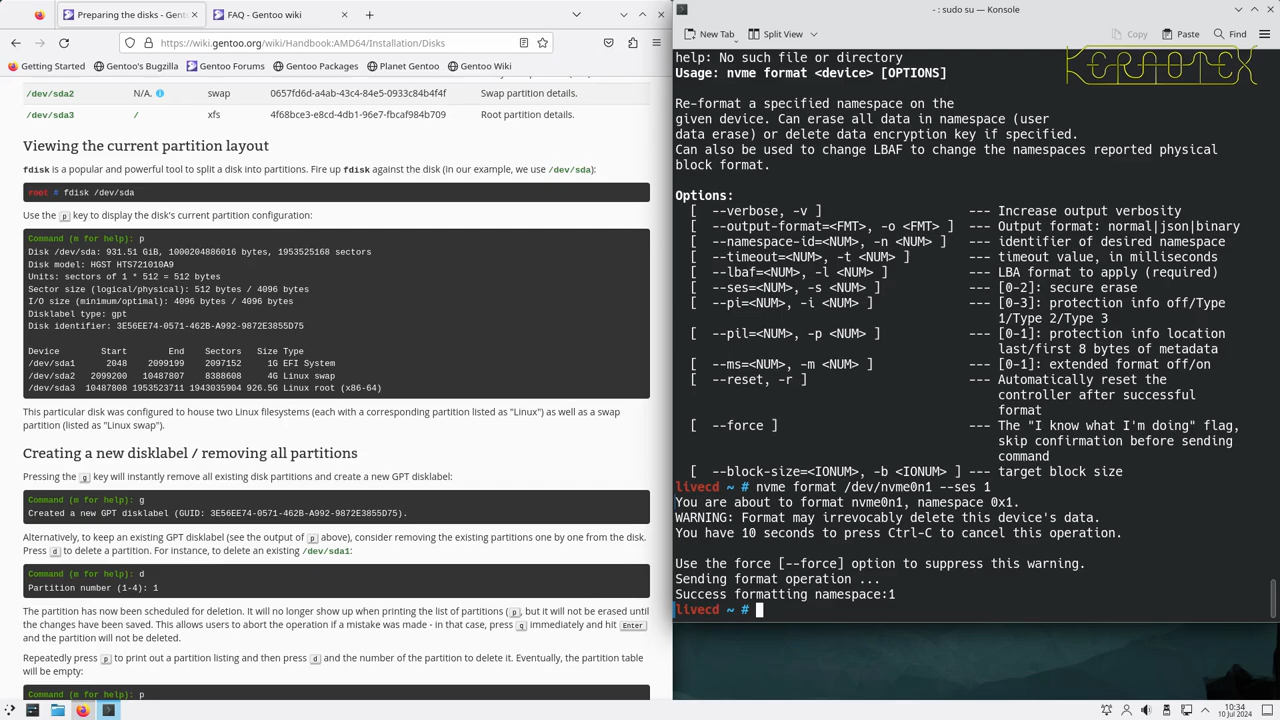 Preparing the disks - Gentoo
FAQ - Gentoo wiki
https://wiki.gentoo.org/wiki/Handbook:AMD64/Installation/Disks
Getting Started
Gentoo's Bugzilla
Gentoo Forums
Gentoo Packages
Planet Gentoo
Gentoo Wiki
/dev/sda2 N/A. swap 0657fd6d-a4ab-43c4-84e5-0933c84b4f4f Swap partition details.
/dev/sda3 / xfs 4f68bce3-e8cd-4db1-96e7-fbcaf984b709 Root partition details.
Viewing the current partition layout
fdisk is a popular and powerful tool to split a disk into partitions. Fire up fdisk against the disk (in our example, we use /dev/sda):
root # fdisk /dev/sda
Use the p key to display the disk's current partition configuration:
Command (m for help): p
Disk /dev/sda: 931.51 GiB, 1000204886016 bytes, 1953525168 sectors
Disk model: HGST HTS721010A9
Units: sectors of 1 * 512 = 512 bytes
Sector size (logical/physical): 512 bytes / 4096 bytes
I/O size (minimum/optimal): 4096 bytes / 4096 bytes
Disklabel type: gpt
Disk identifier: 3E56EE74-0571-462B-A992-9872E3855D75
Device Start End Sectors Size Type
/dev/sda1 2048 2099199 2097152 1G EFI System
/dev/sda2 2099200 10487807 8388608 4G Linux swap
/dev/sda3 10487808 1953523711 1943035904 926.5G Linux root (x86-64)
This particular disk was configured to house two Linux filesystems (each with a corresponding partition listed as "Linux") as well as a swap
partition (listed as "Linux swap").
Creating a new disklabel / removing all partitions
Pressing the g key will instantly remove all existing disk partitions and create a new GPT disklabel:
Command (m for help): g
Created a new GPT disklabel (GUID: 3E56EE74-0571-462B-A992-9872E3855D75).
Alternatively, to keep an existing GPT disklabel (see the output of p above), consider removing the existing partitions one by one from the disk.
Press d to delete a partition. For instance, to delete an existing /dev/sda1:
Command (m for help): d
Partition number (1-4): 1
The partition has now been scheduled for deletion. It will no longer show up when printing the list of partitions (p, but it will not be erased until
the changes have been saved. This allows users to abort the operation if a mistake was made - in that case, press q immediately and hit Enter
and the partition will not be deleted.
Repeatedly press p to print out a partition listing and then press d and the number of the partition to delete it. Eventually, the partition table
will be empty:
Command (m for help): p
- : sudo su — Konsole
New Tab
Split View
Copy
Paste
Find
KEROTEX
help: No such file or directory
Usage: nvme format <device> [OPTIONS]
Re-format a specified namespace on the
given device. Can erase all data in namespace (user
data erase) or delete data encryption key if specified.
Can also be used to change LBAF to change the namespaces reported physical
block format.
Options:
[ --verbose, -v ] --- Increase output verbosity
[ --output-format=<FMT>, -o <FMT> ] --- Output format: normal|json|binary
[ --namespace-id=<NUM>, -n <NUM> ] --- identifier of desired namespace
[ --timeout=<NUM>, -t <NUM> ] --- timeout value, in milliseconds
[ --lbaf=<NUM>, -l <NUM> ] --- LBA format to apply (required)
[ --ses=<NUM>, -s <NUM> ] --- [0-2]: secure erase
[ --pi=<NUM>, -i <NUM> ] --- [0-3]: protection info off/Type
1/Type 2/Type 3
[ --pil=<NUM>, -p <NUM> ] --- [0-1]: protection info location
last/first 8 bytes of metadata
[ --ms=<NUM>, -m <NUM> ] --- [0-1]: extended format off/on
[ --reset, -r ] --- Automatically reset the
controller after successful
format
[ --force ] --- The "I know what I'm doing" flag,
skip confirmation before sending
command
[ --block-size=<IONUM>, -b <IONUM> ] --- target block size
livecd ~ # nvme format /dev/nvme0n1 --ses 1
You are about to format nvme0n1, namespace 0x1.
WARNING: Format may irrevocably delete this device's data.
You have 10 seconds to press Ctrl-C to cancel this operation.
Use the force [--force] option to suppress this warning.
Sending format operation ...
Success formatting namespace:1
livecd ~ #
10:34
10 Jul 2024